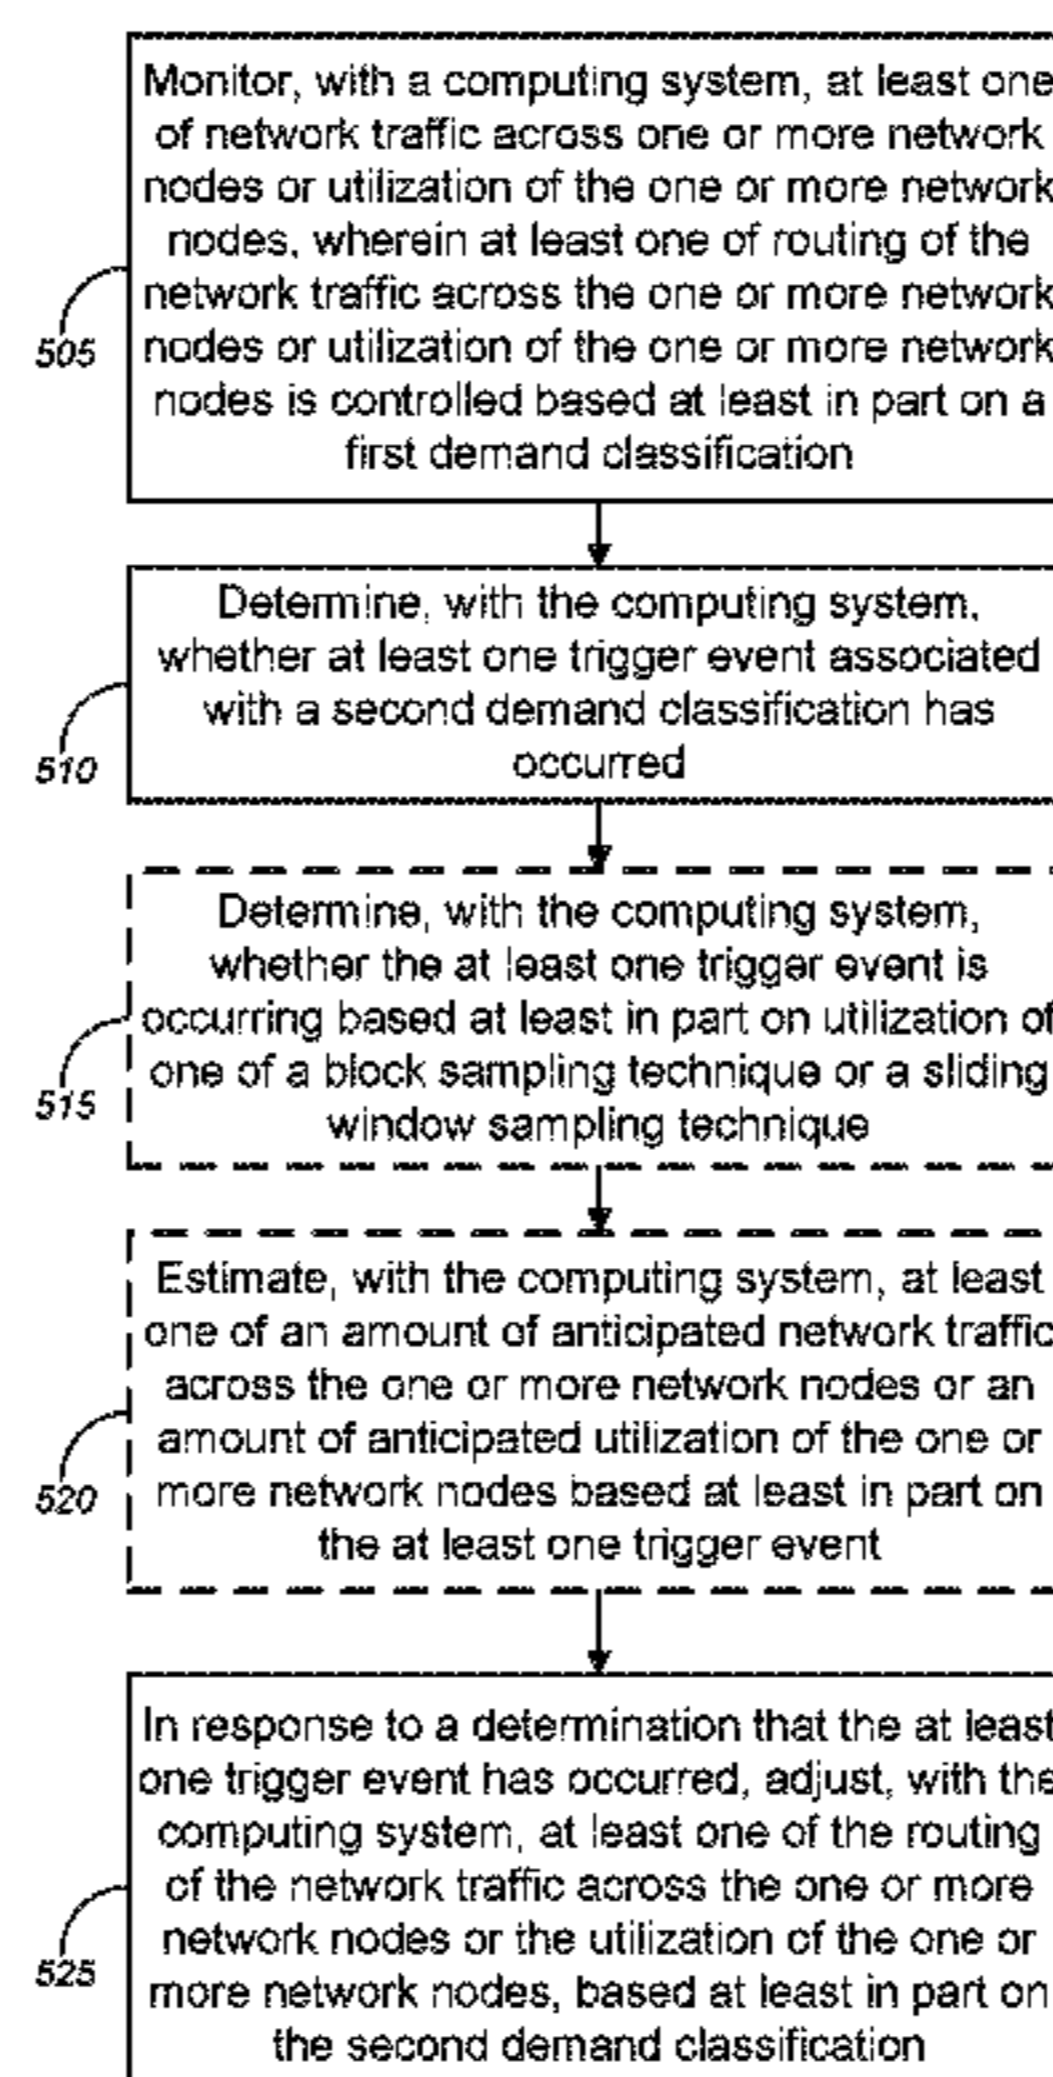 Monitor, with a computing system, at least one
of network traffic across one or more network
nodes or utilization of the one or more network
nodes, wherein at least one of routing of the
network traffic across the one or more network
nodes or utilization of the one or more network
nodes is controlled based at least in part on a
first demand classification
505
Determine, with the computing system,
whether at least one trigger event associated
with a second demand classification has
occurred
510
Determine, with the computing system,
whether the at least one trigger event is
occurring based at least in part on utilization of
one of a block sampling technique or a sliding
window sampling technique
515
Estimate, with the computing system, at least
one of an amount of anticipated network traffic
across the one or more network nodes or an
amount of anticipated utilization of the one or
more network nodes based at least in part on
the at least one trigger event
520
In response to a determination that the at least
one trigger event has occurred, adjust, with the
computing system, at least one of the routing
of the network traffic across the one or more
network nodes or the utilization of the one or
more network nodes, based at least in part on
the second demand classification
525